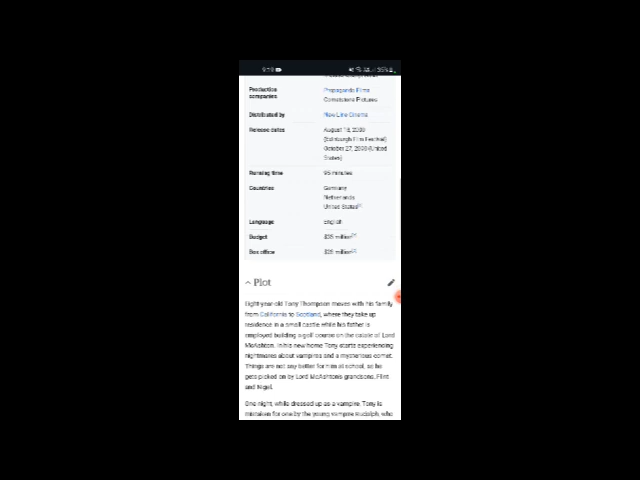 Production
companies
Propaganda Films
Cometstone Pictures
Distributed by
New Line Cinema
Release dates
August 18, 2000
(Edinburgh Film Festival)
October 27, 2000 (United
States)
Running time
95 minutes
Countries
Germany
Netherlands
United States
Language
English
Budget
$35 million
Box office
Plot
Eight-year-old Tony Thompson moves with his family
from California to Scotland, where they take up
residence in a small castle while his father is
employed building a golf course on the estate of Lord
McAshton. In his new home Tony starts experiencing
nightmares about vampires and a mysterious comet.
Things are not any better for him at school, as he
gets picked on by Lord McAshton's grandsons, Flint
and Nigel.
One night, while dressed up as a vampire, Tony is
mistaken for one by the young vampire Rudolph, who